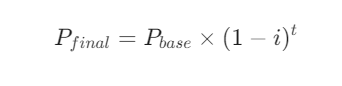 P_{final} = P_{base} × (1 – i)^t